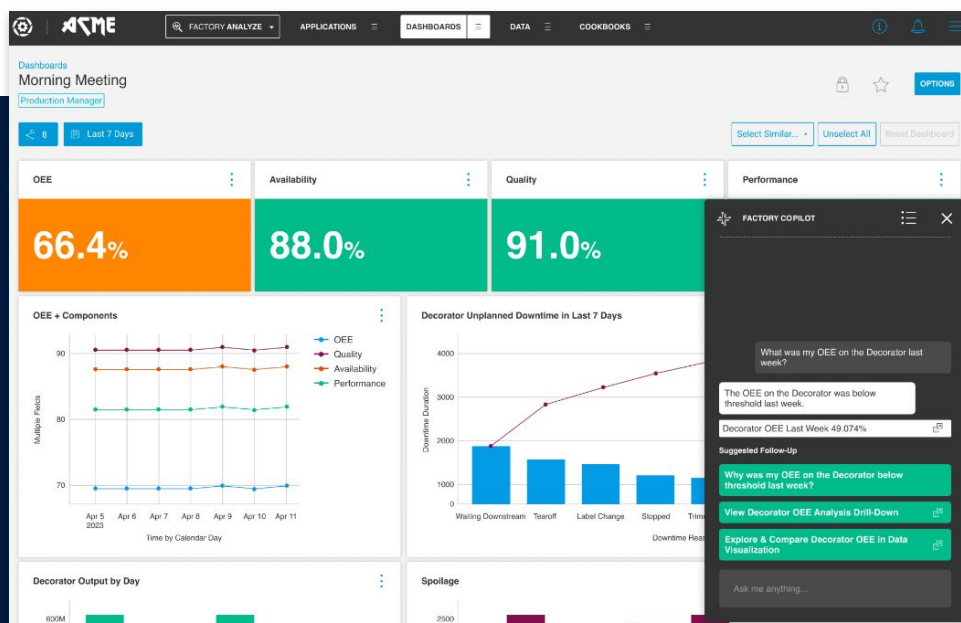 ACME
FACTORY ANALYZE
APPLICATIONS
DASHBOARDS
DATA
COOKBOOKS
Dashboards
Morning Meeting
Production Manager
OPTIONS
8
Last 7 Days
Select Similar...
Unselect All
Reset Dashboard
OEE
Availability
Quality
Performance
66.4%
88.0%
91.0%
FACTORY COPILOT
OEE + Components
OEE
Quality
Availability
Performance
90
80
70
Multiple Fields
Apr 5
2023
Apr 6
Apr 7
Apr 8
Apr 9
Apr 10
Apr 11
Time by Calendar Day
Decorator Unplanned Downtime in Last 7 Days
4000
3000
2000
1000
0
Downtime Duration
Waiting Downstream
Tearoff
Label Change
Stopped
Trim
Downtime Reas
What was my OEE on the Decorator last
week?
The OEE on the Decorator was below
threshold last week.
Decorator OEE Last Week 49.074%
Suggested Follow-Up
Why was my OEE on the Decorator below
threshold last week?
View Decorator OEE Analysis Drill-Down
Explore & Compare Decorator OEE in Data
Visualization
Ask me anything...
Decorator Output by Day
600M
Spoilage
2500